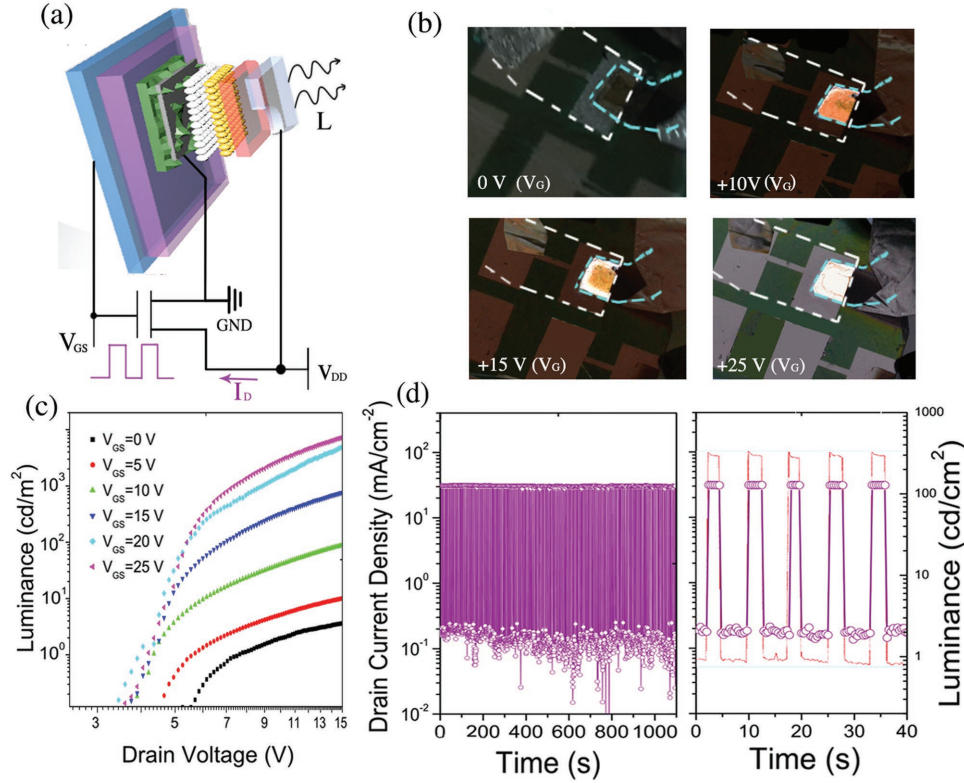 (a)
L
GND
V_GS
V_DD
I_D
(b)
0 V (V_G)
+10V (V_G)
+15 V (V_G)
+25 V (V_G)
(c)
Luminance (cd/m²)
10³
10²
10¹
10⁰
V_GS=0 V
V_GS=5 V
V_GS=10 V
V_GS=15 V
V_GS=20 V
V_GS=25 V
3 5 7 9 11 13 15
Drain Voltage (V)
(d)
Drain Current Density (mA/cm⁻²)
10²
10¹
10⁰
10⁻¹
10⁻²
0 200 400 600 800 1000
Time (s)
0 10 20 30 40
Time (s)
1000
100
10
1
Luminance (cd/cm²)